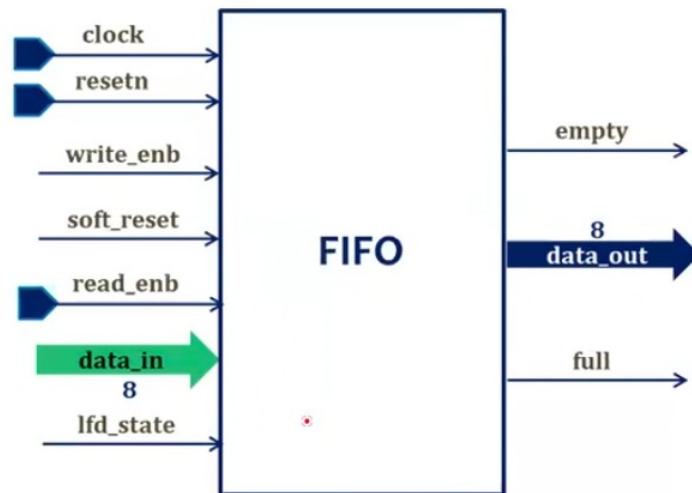 clock
resetn
write_enb
soft_reset
read_enb
data_in
8
lfd_state
FIFO
empty
8
data_out
full